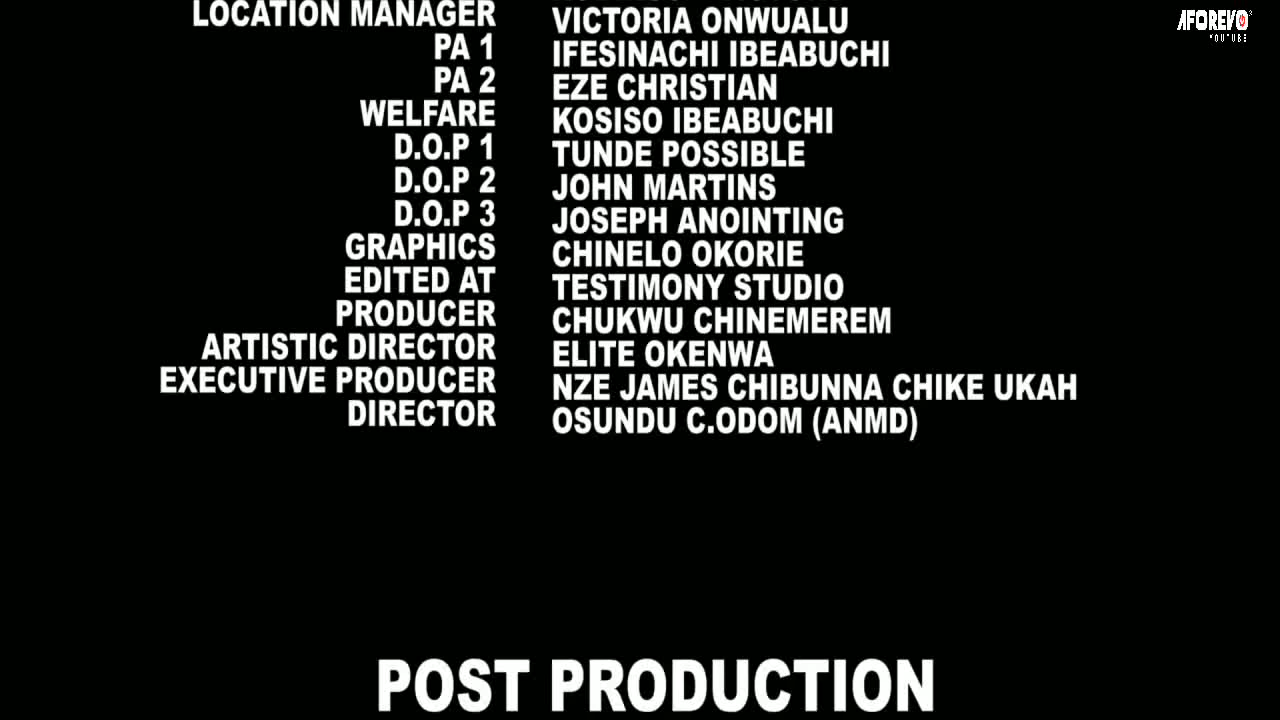 AFOREVO
YOUTUBE
LOCATION MANAGER VICTORIA ONWUALU
PA 1 IFESINACHI IBEABUCHI
PA 2 EZE CHRISTIAN
WELFARE KOSISO IBEABUCHI
D.O.P 1 TUNDE POSSIBLE
D.O.P 2 JOHN MARTINS
D.O.P 3 JOSEPH ANOINTING
GRAPHICS CHINELO OKORIE
EDITED AT TESTIMONY STUDIO
PRODUCER CHUKWU CHINEMEREM
ARTISTIC DIRECTOR ELITE OKENWA
EXECUTIVE PRODUCER NZE JAMES CHIBUNNA CHIKE UKAH
DIRECTOR OSUNDU C.ODOM (ANMD)
POST PRODUCTION